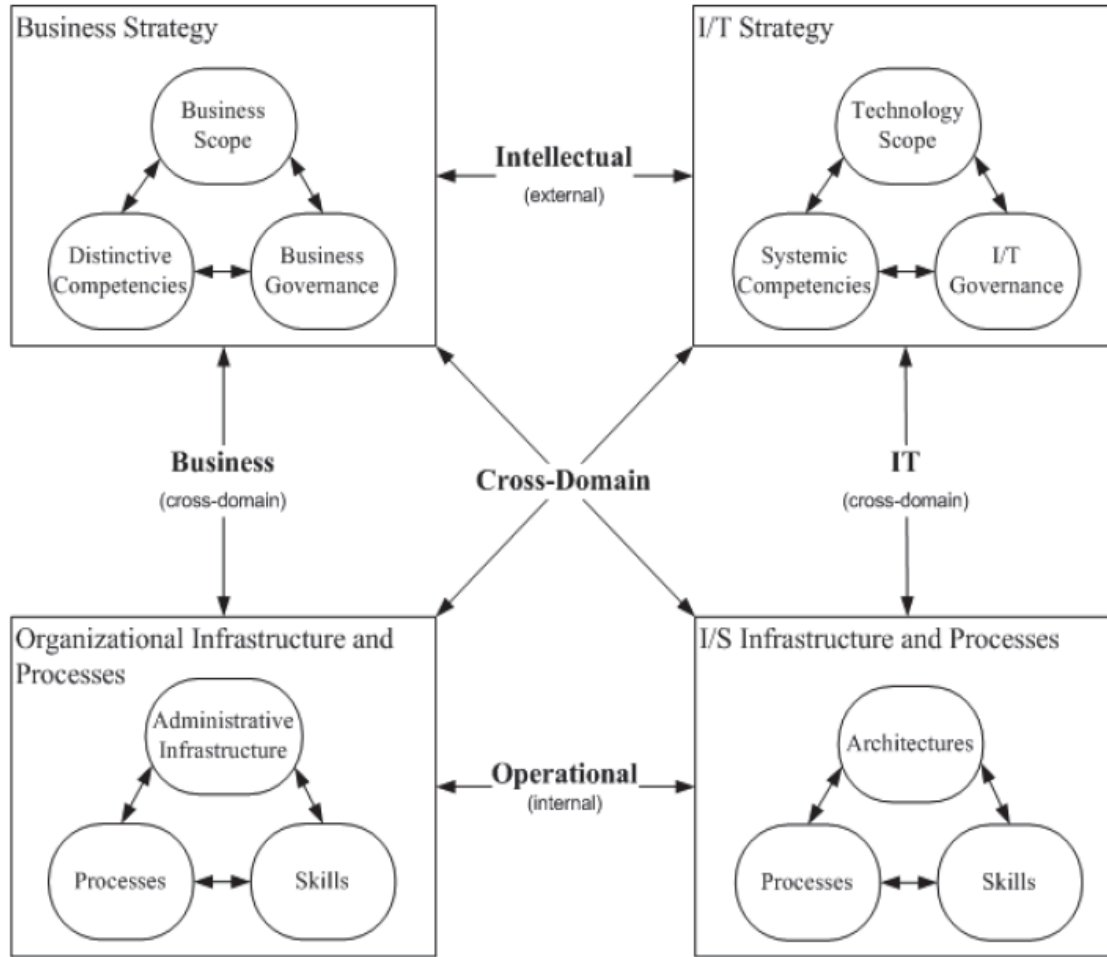 Business Strategy
Business
Scope
Distinctive
Competencies
Business
Governance
Intellectual
(external)
I/T Strategy
Technology
Scope
Systemic
Competencies
I/T
Governance
Business
(cross-domain)
Cross-Domain
IT
(cross-domain)
Organizational Infrastructure and
Processes
Administrative
Infrastructure
Processes
Skills
Operational
(internal)
I/S Infrastructure and Processes
Architectures
Processes
Skills